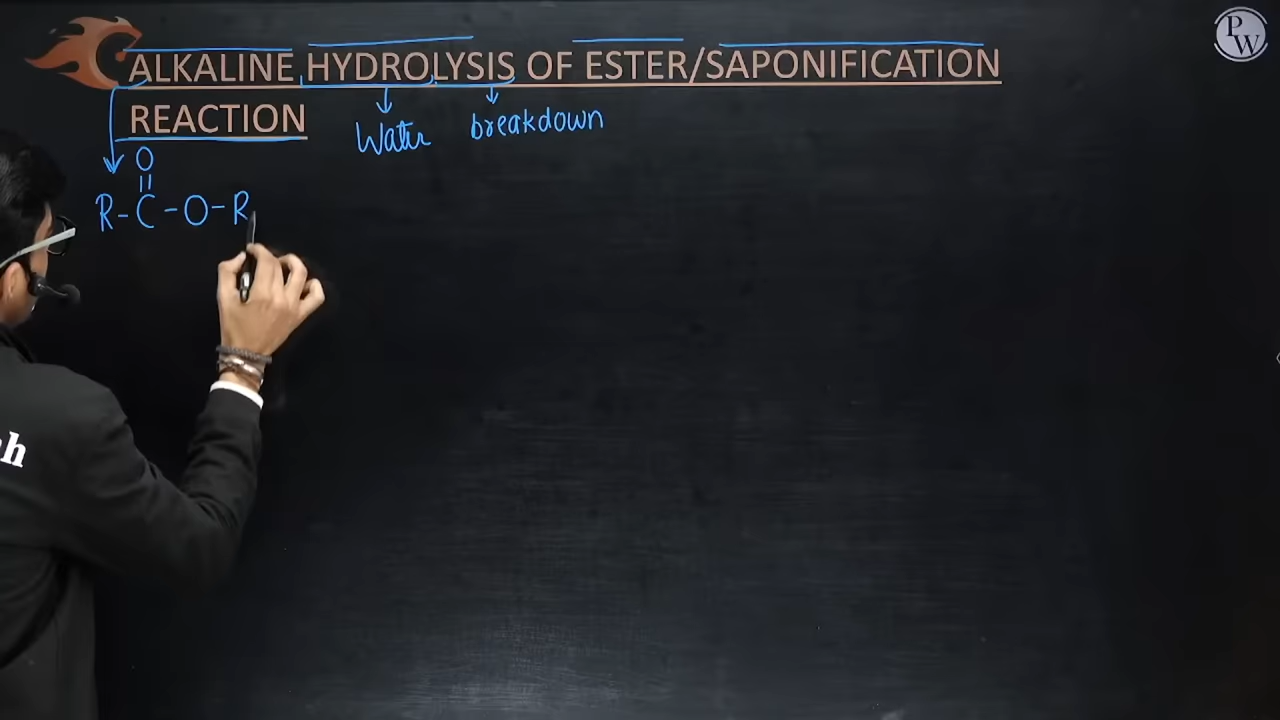 ALKALINE HYDROLYSIS OF ESTER/SAPONIFICATION
REACTION
Water breakdown
O
||
R-C-O-R
PW
h